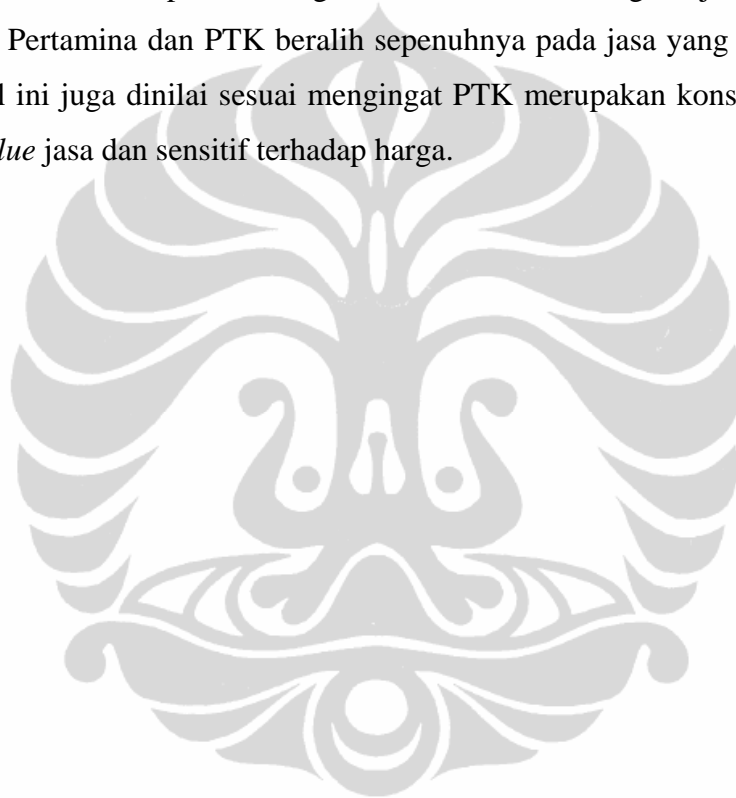 Pertamina dan PTK beralih sepenuhnya pada jasa yang
ini juga dinilai sesuai mengingat PTK merupakan kons
lue jasa dan sensitif terhadap harga.